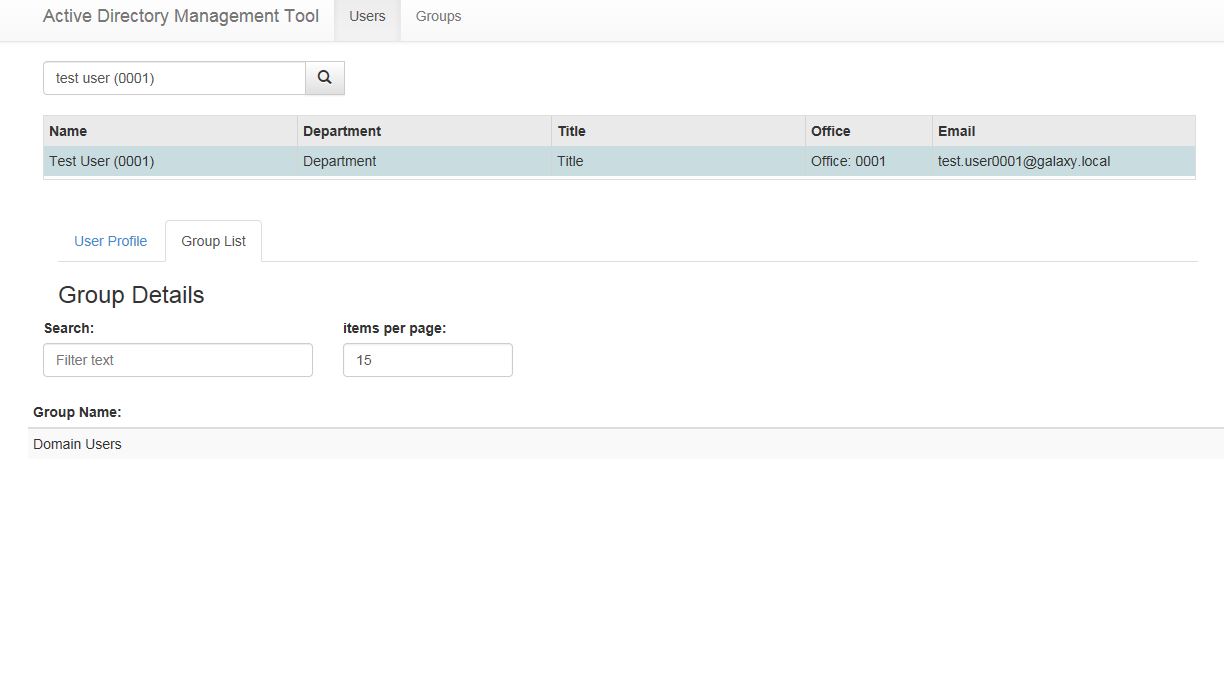 Active Directory Management Tool Users Groups
test user (0001)
Name Department Title Office Email
Test User (0001) Department Title Office: 0001 test.user0001@galaxy.local
User Profile Group List
Group Details
Search: items per page:
Filter text 15
Group Name:
Domain Users